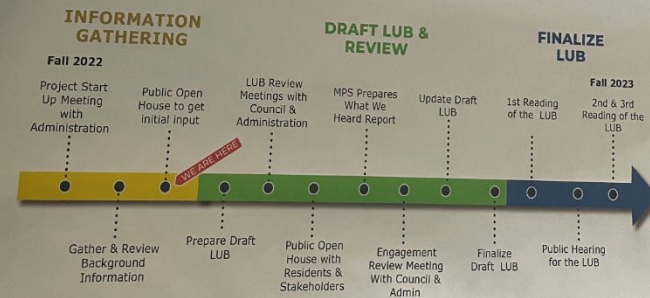 INFORMATION
GATHERING
DRAFT LUB &
REVIEW
FINALIZE
LUB
Fall 2022
Fall 2023
Project Start
Up Meeting
with
Administration
Public Open
House to get
initial input
LUB Review
Meetings with
Council &
Administration
MPS Prepares
What We
Heard Report
Update Draft
LUB
1st Reading
of the LUB
2nd & 3rd
Reading of the
LUB
WE ARE HERE
Gather & Review
Background
Information
Prepare Draft
LUB
Public Open
House with
Residents &
Stakeholders
Engagement
Review Meeting
With Council &
Admin
Finalize
Draft LUB
Public Hearing
for the LUB